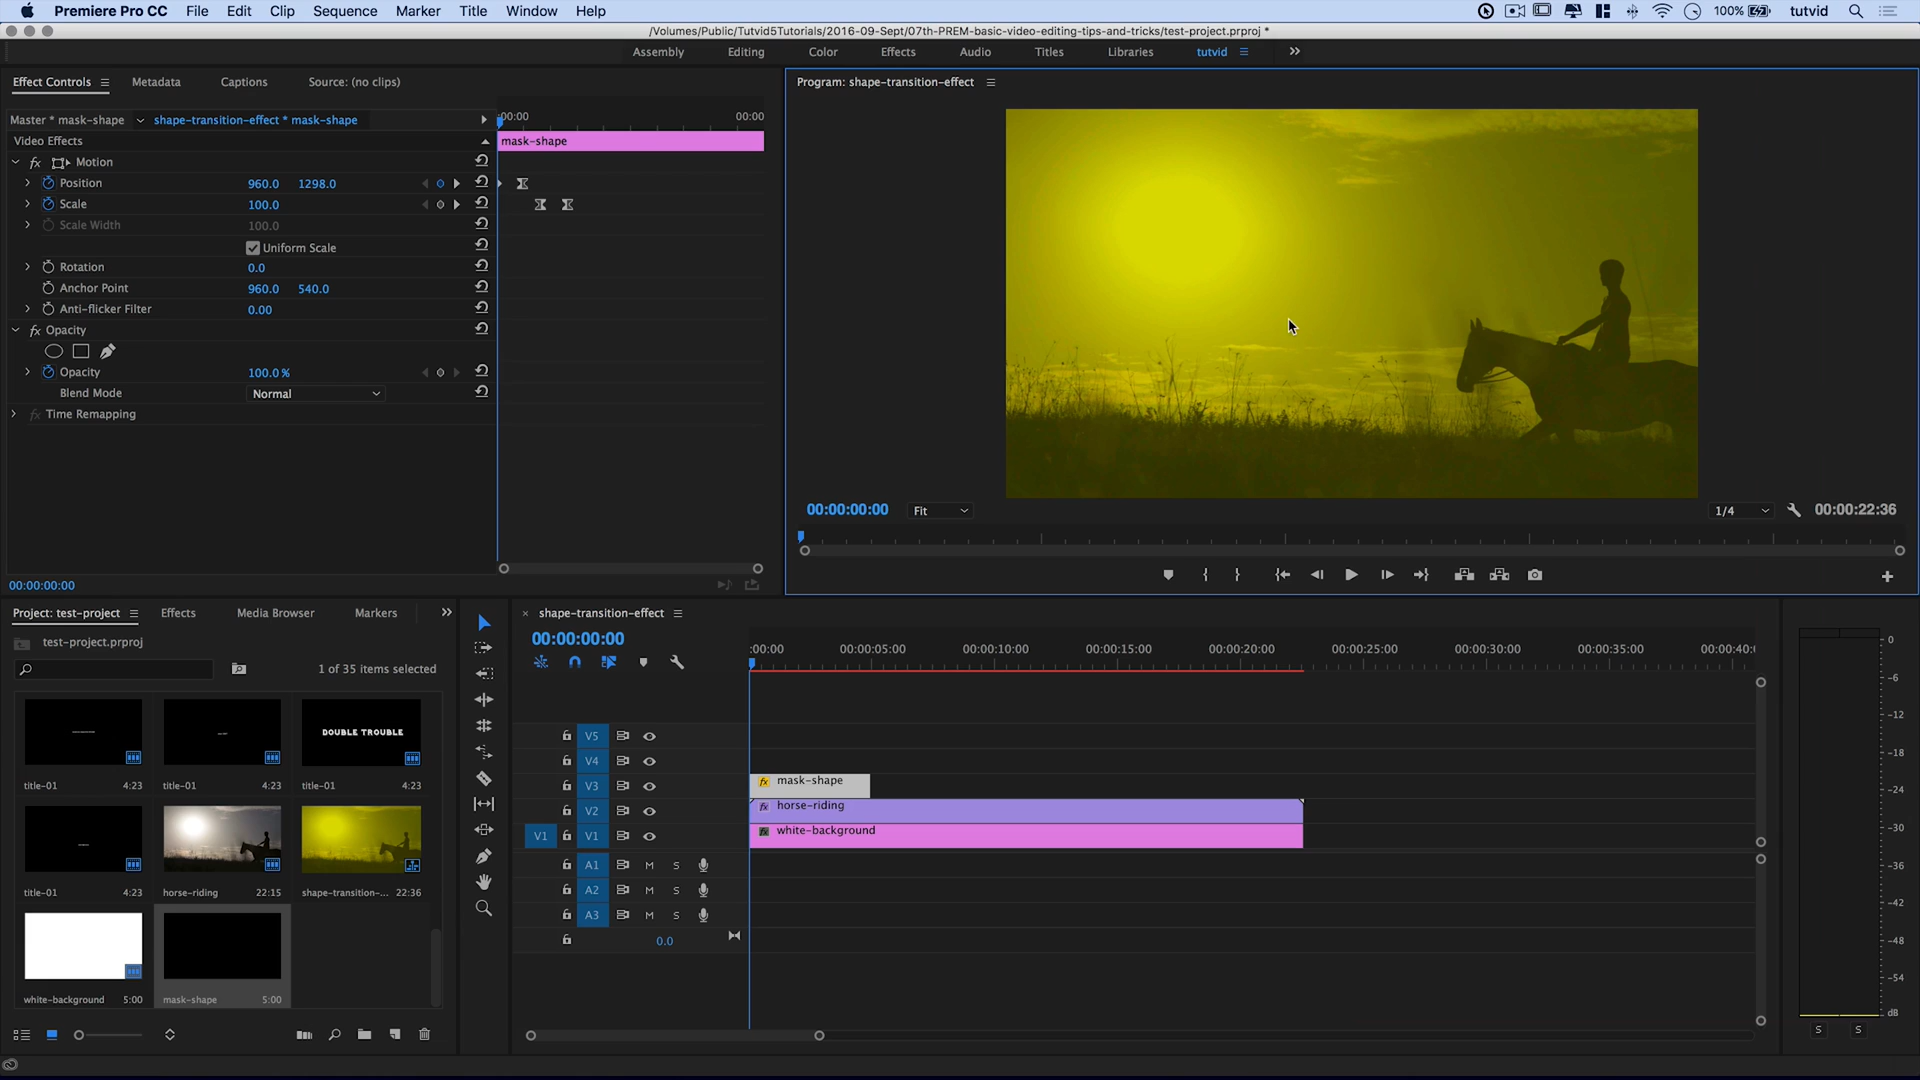 Premiere Pro CC File Edit Clip Sequence Marker Title Window Help 100% tutvid
/Volumes/Public/Tutvid5Tutorials/2016-09-Sept/07th-PREM-basic-video-editing-tips-and-tricks/test-project.prproj *
Assembly Editing Color Effects Audio Titles Libraries tutvid
Effect Controls Metadata Captions Source: (no clips)
Program: shape-transition-effect
Master * mask-shape shape-transition-effect * mask-shape :00:00 00:00
Video Effects mask-shape
fx Motion
Position 960.0 1298.0
Scale 100.0
Scale Width 100.0
Uniform Scale
Rotation 0.0
Anchor Point 960.0 540.0
Anti-flicker Filter 0.00
fx Opacity
Opacity 100.0 %
Blend Mode Normal
fx Time Remapping
00:00:00:00
00:00:00:00 Fit 1/4 00:00:22:36
Project: test-project Effects Media Browser Markers
test-project.prproj
1 of 35 items selected
DOUBLE TROUBLE
title-01 4:23 title-01 4:23 title-01 4:23
title-01 4:23 horse-riding 22:15 shape-transition-... 22:36
white-background 5:00 mask-shape 5:00
shape-transition-effect
00:00:00:00
:00:00 00:00:05:00 00:00:10:00 00:00:15:00 00:00:20:00 00:00:25:00 00:00:30:00 00:00:35:00 00:00:40:0
V5
V4
V3 fx mask-shape
V2 fx horse-riding
V1 V1 fx white-background
A1 M S
A2 M S
A3 M S
0.0
0
-6
-12
-18
-24
-30
-36
-42
-48
-54
dB
S S